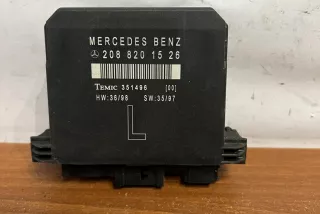 MERCEDES BENZ
208 820 15 26
TEMIC 351496 [00]
HW:36/98 SW:35/97
L